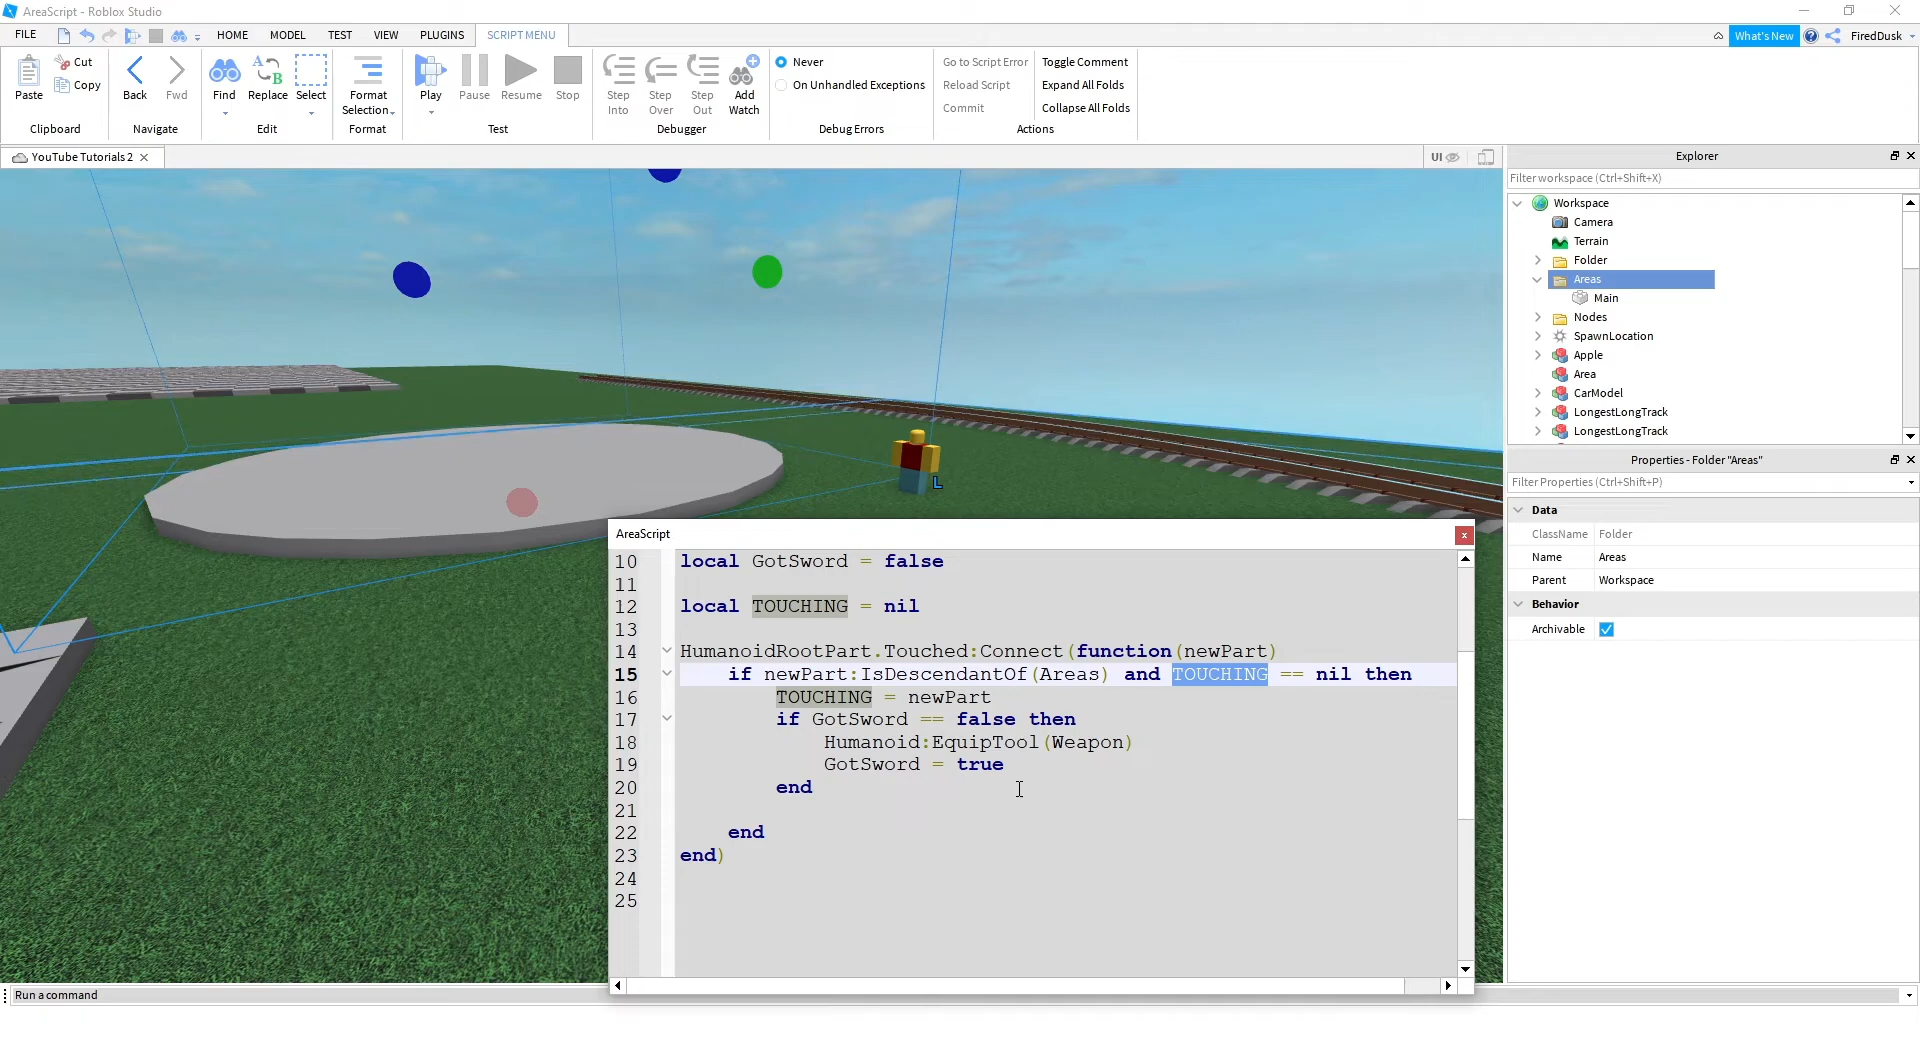 AreaScript - Roblox Studio
FILE HOME MODEL TEST VIEW PLUGINS SCRIPT MENU What's New FiredDusk
Paste Cut Copy
Clipboard
Back Fwd
Navigate
Find Replace Select
Edit
Format Selection
Format
Play Pause Resume Stop
Test
Step Into Step Over Step Out Add Watch
Debugger
Never
On Unhandled Exceptions
Debug Errors
Go to Script Error
Reload Script
Commit
Toggle Comment
Expand All Folds
Collapse All Folds
Actions
YouTube Tutorials 2
UI
Explorer
Filter workspace (Ctrl+Shift+X)
Workspace
Camera
Terrain
Folder
Areas
Main
Nodes
SpawnLocation
Apple
Area
CarModel
LongestLongTrack
LongestLongTrack
Properties - Folder "Areas"
Filter Properties (Ctrl+Shift+P)
Data
ClassName Folder
Name Areas
Parent Workspace
Behavior
Archivable
L
AreaScript
10 local GotSword = false
11
12 local TOUCHING = nil
13
14 HumanoidRootPart.Touched:Connect(function(newPart)
15 if newPart:IsDescendantOf(Areas) and TOUCHING == nil then
16 TOUCHING = newPart
17 if GotSword == false then
18 Humanoid:EquipTool(Weapon)
19 GotSword = true
20 end
21
22 end
23 end)
24
25
Run a command